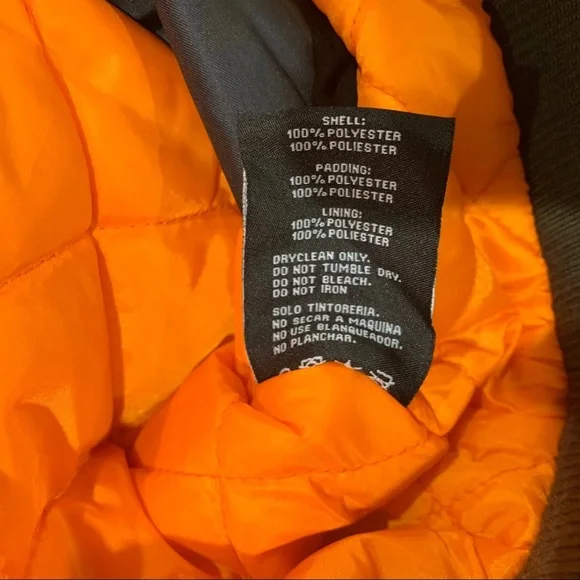 SHELL:
100% POLYESTER
100% POLIESTER
PADDING:
100% POLYESTER
100% POLIESTER
LINING:
100% POLYESTER
100% POLIESTER
DRYCLEAN ONLY.
DO NOT TUMBLE DRY.
DO NOT BLEACH.
DO NOT IRON
SOLO TINTORERIA.
NO SECAR A MAQUINA
NO USE BLANQUEADOR.
NO PLANCHAR.